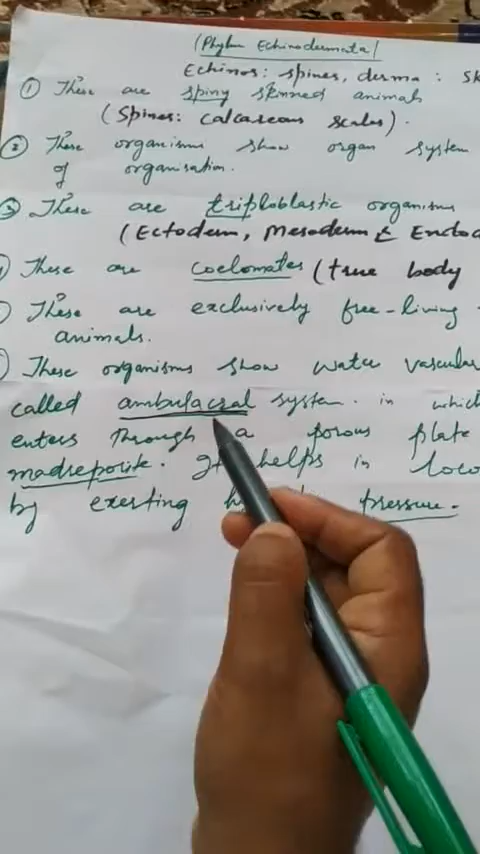 (Phylum Echinodermata)
Echinos: spines, derma: Sk
① These are spiny skinned animals
(Spines: calcareous scales).
② These organisms show organ system
of organisation.
③ These are triploblastic organisms
(Ectoderm, Mesoderm & Endod
These are coelomates (true body
These are exclusively free-living
animals.
These organisms show water vascular
called ambulacral system. in which
enters through a porous plate
madreporite. It helps in loco
by exerting pressure.